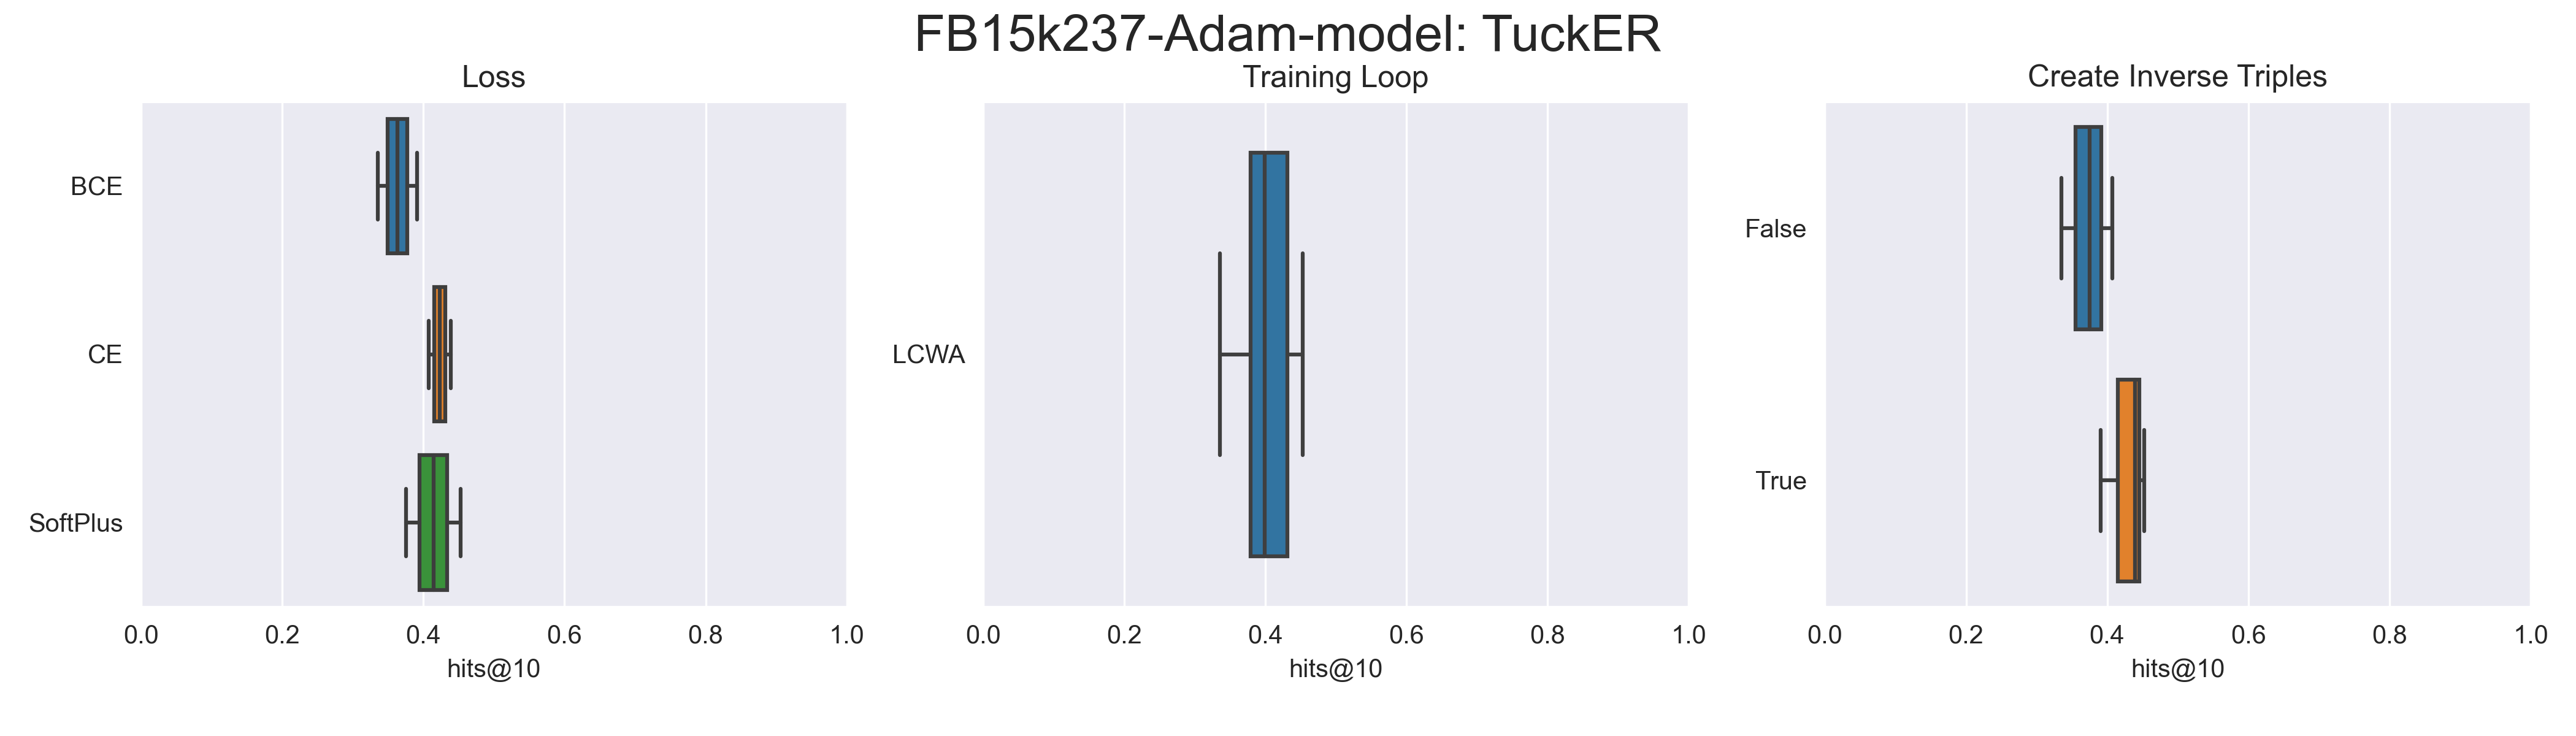 FB15k237-Adam-model: TuckER
Loss
BCE
CE
SoftPlus
0.0 0.2 0.4 0.6 0.8 1.0
hits@10
Training Loop
LCWA
0.0 0.2 0.4 0.6 0.8 1.0
hits@10
Create Inverse Triples
False
True
0.0 0.2 0.4 0.6 0.8 1.0
hits@10